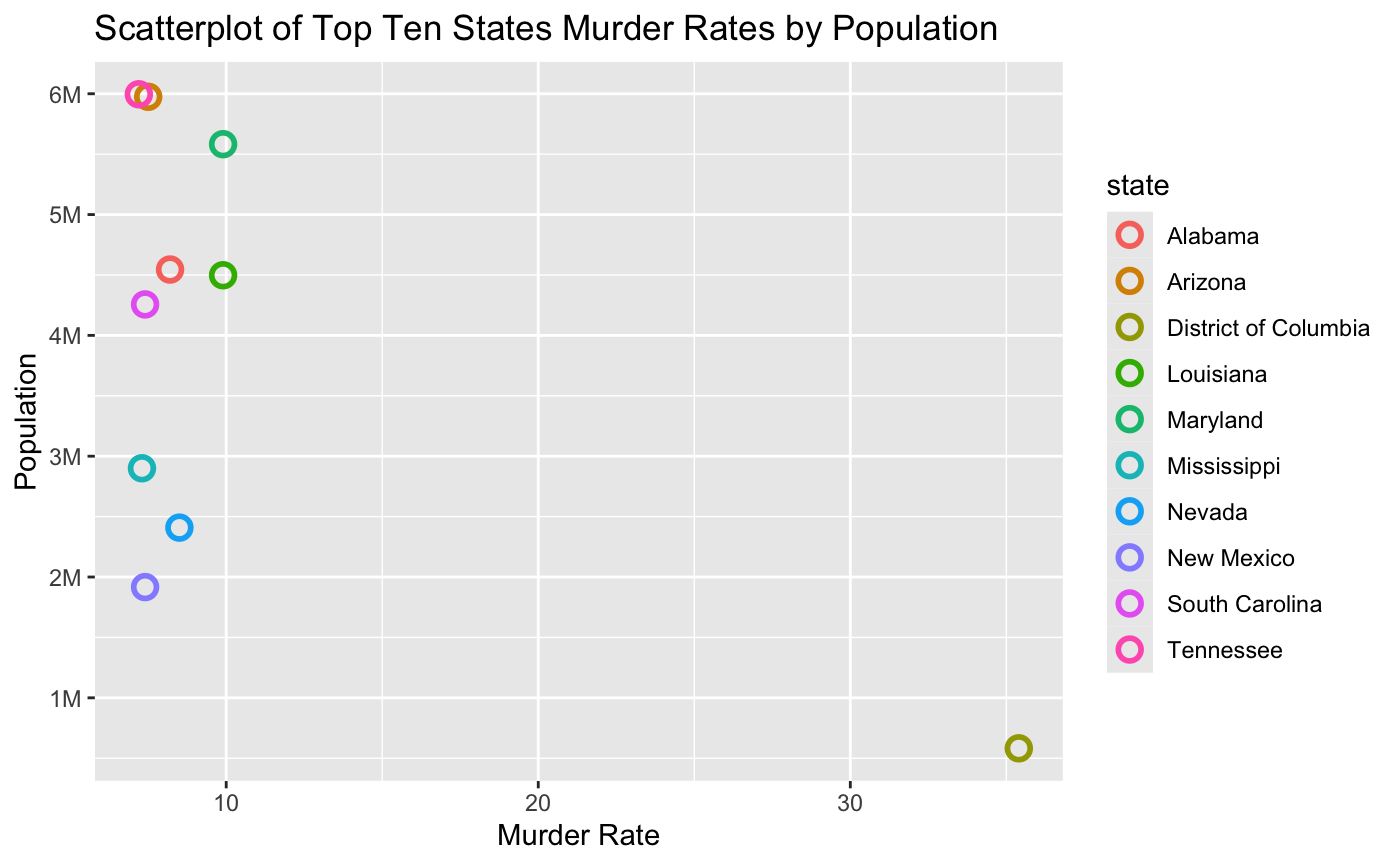 Scatterplot of Top Ten States Murder Rates by Population
6M
5M
4M
3M
2M
1M
Population
10
20
30
Murder Rate
state
Alabama
Arizona
District of Columbia
Louisiana
Maryland
Mississippi
Nevada
New Mexico
South Carolina
Tennessee